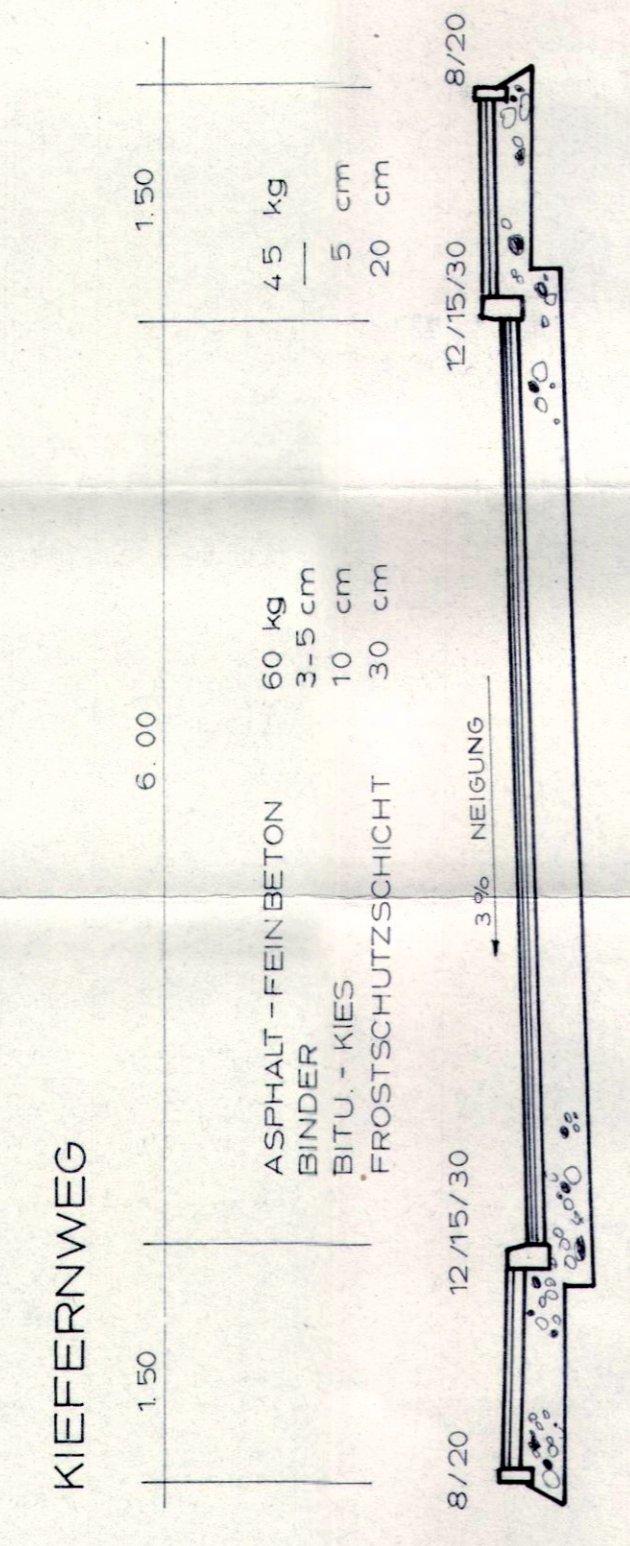 KIEFERNWEG
1.50 6.00 1.50
ASPHALT-FEINBETON 60 kg 45 kg
BINDER 3-5 cm —
BITU.-KIES 10 cm 5 cm
FROSTSCHUTZSCHICHT 30 cm 20 cm
3% NEIGUNG
8/20 12/15/30 12/15/30 8/20